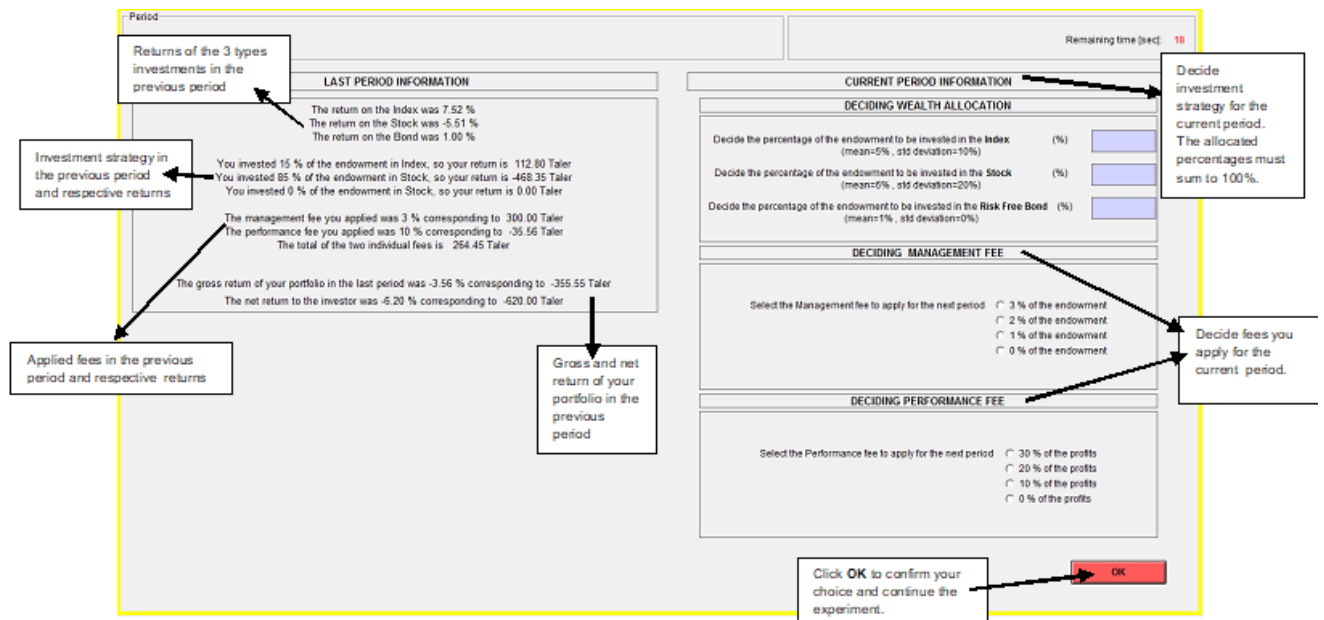 Period
Remaining time [sec]: 18
Returns of the 3 types
investments in the
previous period
LAST PERIOD INFORMATION
The return on the Index was 7.52 %
The return on the Stock was -5.51 %
The return on the Bond was 1.00 %
Investment strategy in
the previous period
and respective returns
You invested 15 % of the endowment in Index, so your return is 112.80 Taler
You invested 85 % of the endowment in Stock, so your return is -468.35 Taler
You invested 0 % of the endowment in Stock, so your return is 0.00 Taler
The management fee you applied was 3 % corresponding to 300.00 Taler
The performance fee you applied was 10 % corresponding to -35.56 Taler
The total of the two individual fees is 264.45 Taler
The gross return of your portfolio in the last period was -3.56 % corresponding to -355.55 Taler
The net return to the investor was -6.20 % corresponding to -620.00 Taler
Applied fees in the previous
period and respective returns
Gross and net
return of your
portfolio in the
previous
period
CURRENT PERIOD INFORMATION
DECIDING WEALTH ALLOCATION
Decide the percentage of the endowment to be invested in the Index (%)
(mean=5% , std deviation=10%)
Decide the percentage of the endowment to be invested in the Stock (%)
(mean=6% , std deviation=20%)
Decide the percentage of the endowment to be invested in the Risk Free Bond (%)
(mean=1% , std deviation=0%)
Decide
investment
strategy for the
current period.
The allocated
percentages must
sum to 100%.
DECIDING MANAGEMENT FEE
Select the Management fee to apply for the next period
3 % of the endowment
2 % of the endowment
1 % of the endowment
0 % of the endowment
Decide fees you
apply for the
current period.
DECIDING PERFORMANCE FEE
Select the Performance fee to apply for the next period
30 % of the profits
20 % of the profits
10 % of the profits
0 % of the profits
Click OK to confirm your
choice and continue the
experiment.
OK